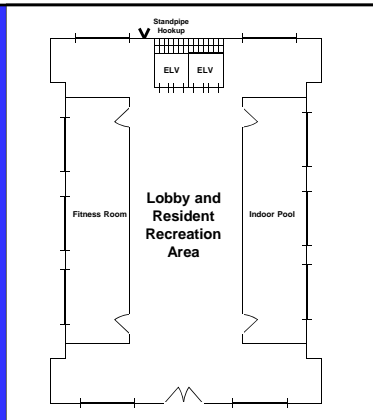 Standpipe
Hookup
ELV ELV
Lobby and
Resident
Recreation
Area
Fitness Room
Indoor Pool